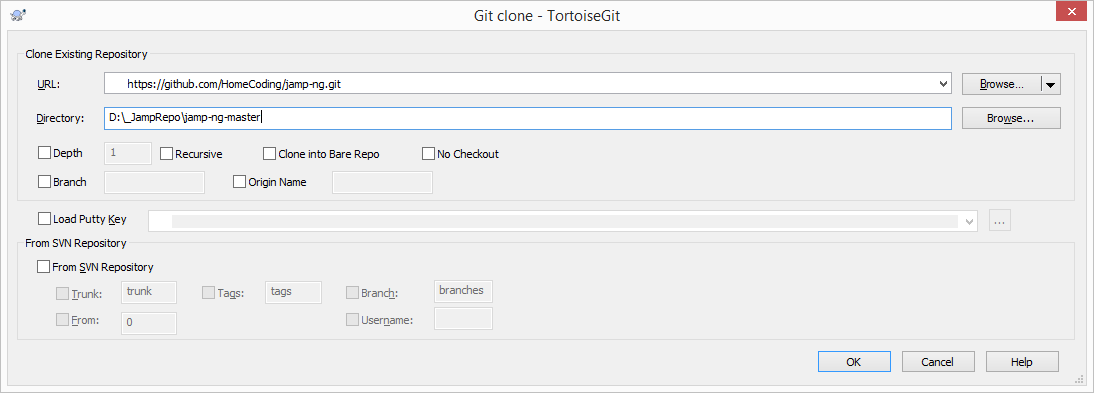 Git clone - TortoiseGit
Clone Existing Repository
URL: https://github.com/HomeCoding/jamp-ng.git Browse...
Directory: D:\_JampRepo\jamp-ng-master Browse...
Depth 1 Recursive Clone into Bare Repo No Checkout
Branch Origin Name
Load Putty Key ...
From SVN Repository
From SVN Repository
Trunk: trunk Tags: tags Branch: branches
From: 0 Username:
OK Cancel Help